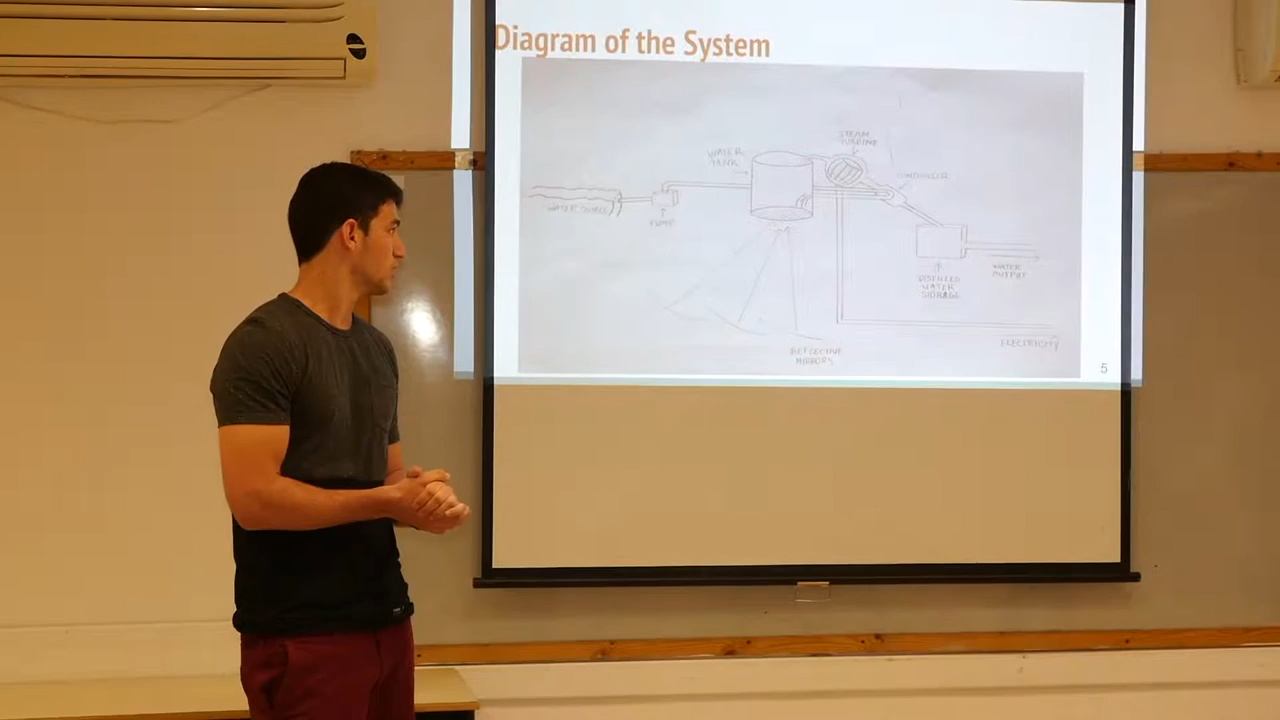 Diagram of the System
STEAM
TURBINE
WATER
TANK
CONDENSER
WATER SOURCE
PUMP
WATER
OUTPUT
DISTILLED
WATER
STORAGE
ELECTRICITY
REFLECTIVE
MIRRORS
5